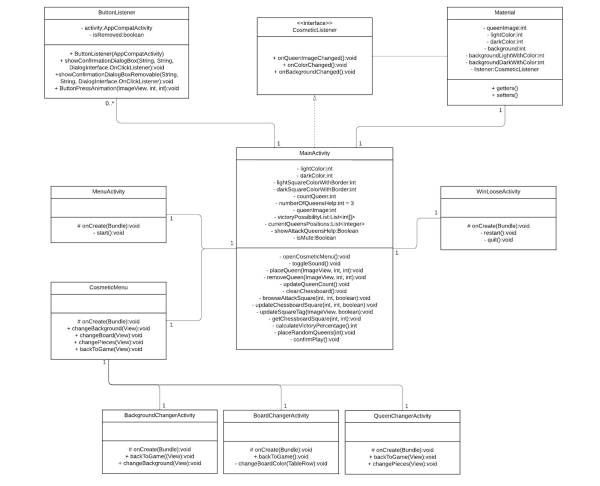 ButtonListener
- activity:AppCompatActivity
- isRemoved:boolean
+ ButtonListener(AppCompatActivity)
+ showConfirmationDialogBox(String, String,
DialogInterface.OnClickListener):void
+showConfirmationDialogBoxRemovable(String,
String, DialogInterface.OnClickListener):void
+ ButtonPressAnimation(ImageView, int, int):void
0..*
1
<<interface>>
CosmeticListener
+ onQueenImageChanged():void
+ onColorChanged():void
+ onBackgroundChanged():void
Material
- queenImage:int
- lightColor:int
- darkColor:int
- background:int
- backgroundLightWithColor:int
- backgroundDarkWithColor:int
- listener:CosmeticListener
+ getters()
+ setters()
1
1
MainActivity
- lightColor:int
- darkColor:int
- lightSquareColorWithBorder:int
- darkSquareColorWithBorder:int
- countQueen:int
- numberOfQueensHelp:int = 3
- queenImage:int
- victoryPossibilityList:List<int[]>
- currentQueensPositions:List<Integer>
- showAttackQueensHelp:Boolean
- isMute:Boolean
- openCosmeticMenu():void
- toggleSound():void
- placeQueen(ImageView, int, int):void
- removeQueen(ImageView, int, int):void
- updateQueenCount():void
- cleanChessboard():void
- browseAttackSquare(int, int, boolean):void
- updateChessboardSquare(int, int, boolean):void
- updateSquareTag(ImageView, boolean):void
- getChessboardSquare(int, int):void
- calculateVictoryPercentage():int
- placeRandomQueens(int):void
- confirmPlay():void
1
1
MenuActivity
# onCreate(Bundle):void
- start():void
1
WinLooseActivity
# onCreate(Bundle):void
- restart():void
- quit():void
1
CosmeticMenu
# onCreate(Bundle):void
+ changeBackground(View):void
+ changeBoard(View):void
+ changePieces(View):void
+ backToGame(View):void
1
1
1
1
1
BackgroundChangerActivity
# onCreate(Bundle):void
+ backToGame((View):void
+ changeBackground(View):void
BoardChangerActivity
# onCreate(Bundle):void
+ backToGame():void
- changeBoardColor(TableRow):void
QueenChangerActivity
# onCreate(Bundle):void
+ backToGame(View):void
+ changePieces(View):void